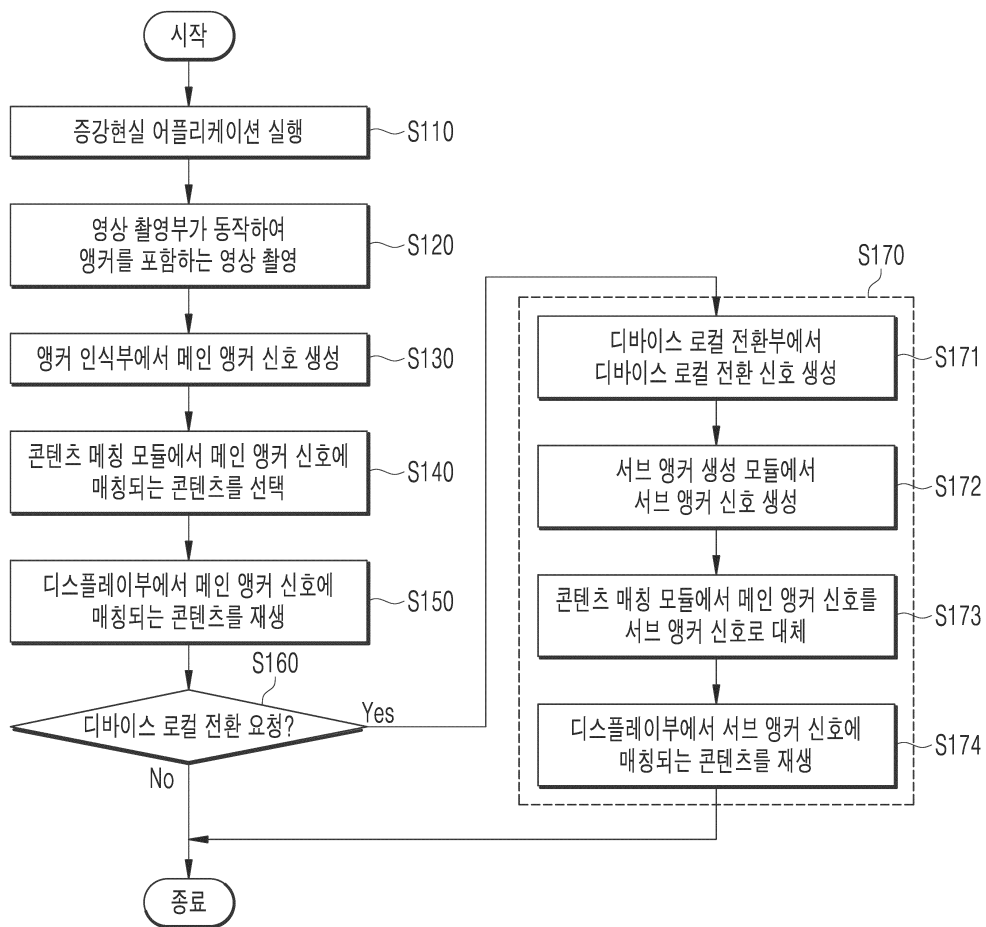 시작
증강현실 어플리케이션 실행
S110
영상 촬영부가 동작하여
앵커를 포함하는 영상 촬영
S120
앵커 인식부에서 메인 앵커 신호 생성
S130
콘텐츠 메칭 모듈에서 메인 앵커 신호에
매칭되는 콘텐츠를 선택
S140
디스플레이부에서 메인 앵커 신호에
매칭되는 콘텐츠를 재생
S150
S160
디바이스 로컬 전환 요청?
Yes
No
S170
디바이스 로컬 전환부에서
디바이스 로컬 전환 신호 생성
S171
서브 앵커 생성 모듈에서
서브 앵커 신호 생성
S172
콘텐츠 매칭 모듈에서 메인 앵커 신호를
서브 앵커 신호로 대체
S173
디스플레이부에서 서브 앵커 신호에
매칭되는 콘텐츠를 재생
S174
종료